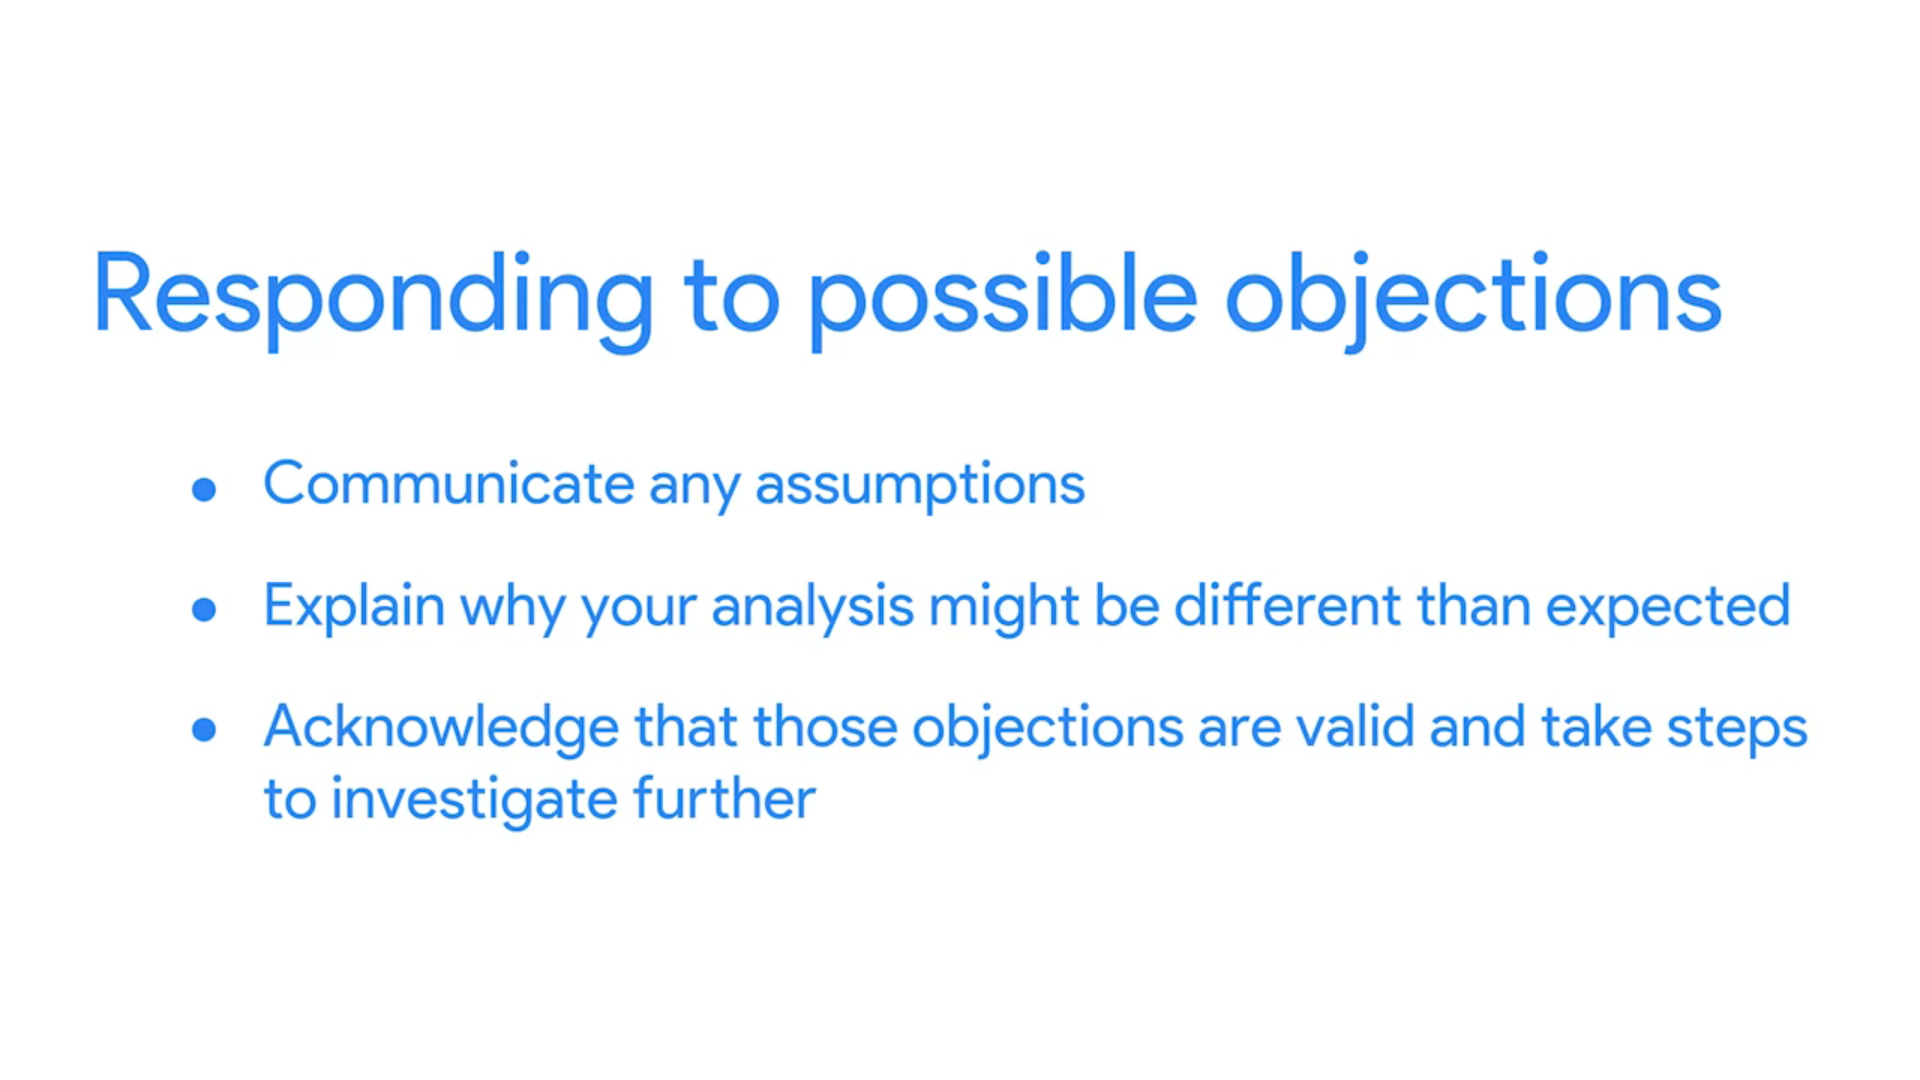 Responding to possible objections
● Communicate any assumptions
● Explain why your analysis might be different than expected
● Acknowledge that those objections are valid and take steps
to investigate further